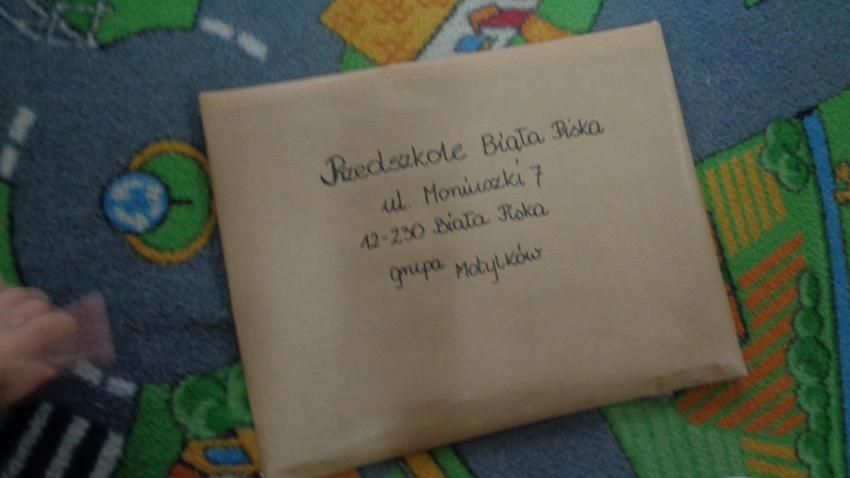 Przedszkole Biała Piska
ul. Moniuszki 7
12-230 Biała Piska
grupa Motylków